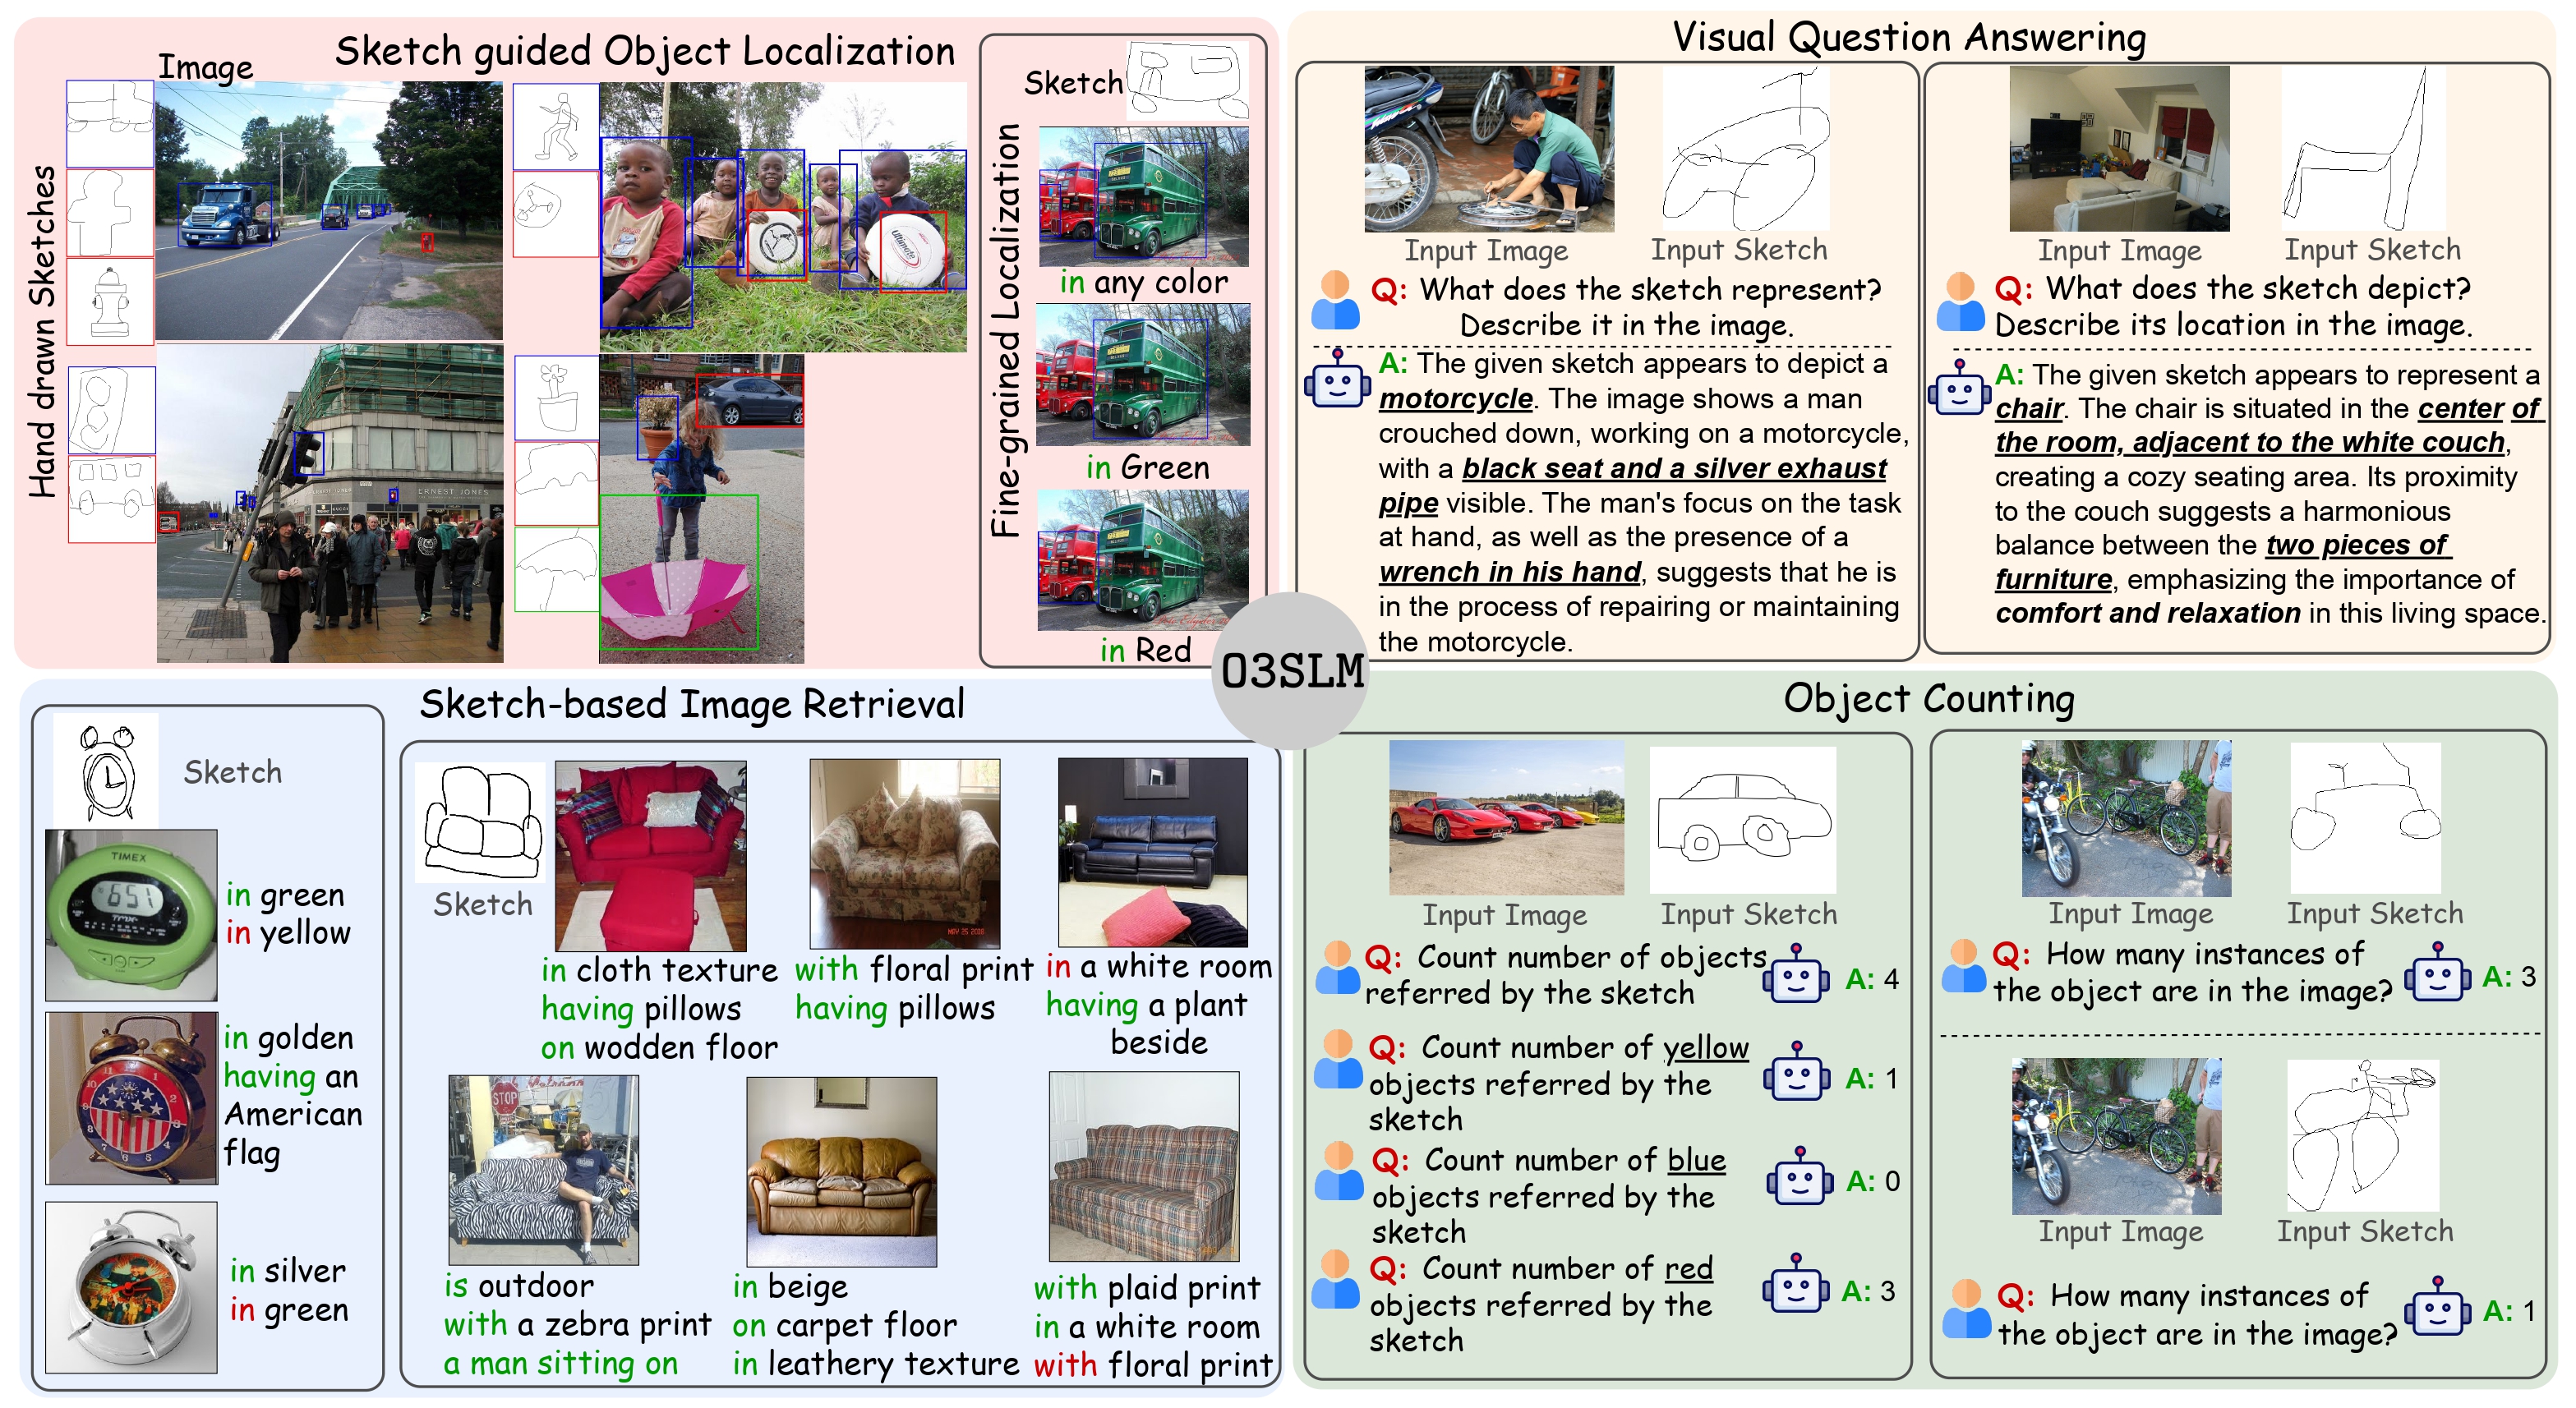 Sketch guided Object Localization
Image
Hand drawn Sketches
Sketch
Fine-grained Localization
in any color
in Green
in Red
Ultimate
ERNEST JONES
Visual Question Answering
Input Image
Input Sketch
Q: What does the sketch represent?
Describe it in the image.
A: The given sketch appears to depict a
motorcycle. The image shows a man
crouched down, working on a motorcycle,
with a black seat and a silver exhaust
pipe visible. The man's focus on the task
at hand, as well as the presence of a
wrench in his hand, suggests that he is
in the process of repairing or maintaining
the motorcycle.
Input Image
Input Sketch
Q: What does the sketch depict?
Describe its location in the image.
A: The given sketch appears to represent a
chair. The chair is situated in the center of
the room, adjacent to the white couch,
creating a cozy seating area. Its proximity
to the couch suggests a harmonious
balance between the two pieces of
furniture, emphasizing the importance of
comfort and relaxation in this living space.
O3SLM
Sketch-based Image Retrieval
Sketch
TIMEX
6:51
in green
in yellow
in golden
having an
American
flag
in silver
in green
Sketch
MAY 25 2016
in cloth texture
having pillows
on wodden floor
with floral print
having pillows
in a white room
having a plant
beside
STOP
is outdoor
with a zebra print
a man sitting on
in beige
on carpet floor
in leathery texture
with plaid print
in a white room
with floral print
Object Counting
Input Image
Input Sketch
Q: Count number of objects
referred by the sketch
A: 4
Q: Count number of yellow
objects referred by the
sketch
A: 1
Q: Count number of blue
objects referred by the
sketch
A: 0
Q: Count number of red
objects referred by the
sketch
A: 3
Input Image
Input Sketch
Q: How many instances of
the object are in the image?
A: 3
Input Image
Input Sketch
Q: How many instances of
the object are in the image?
A: 1